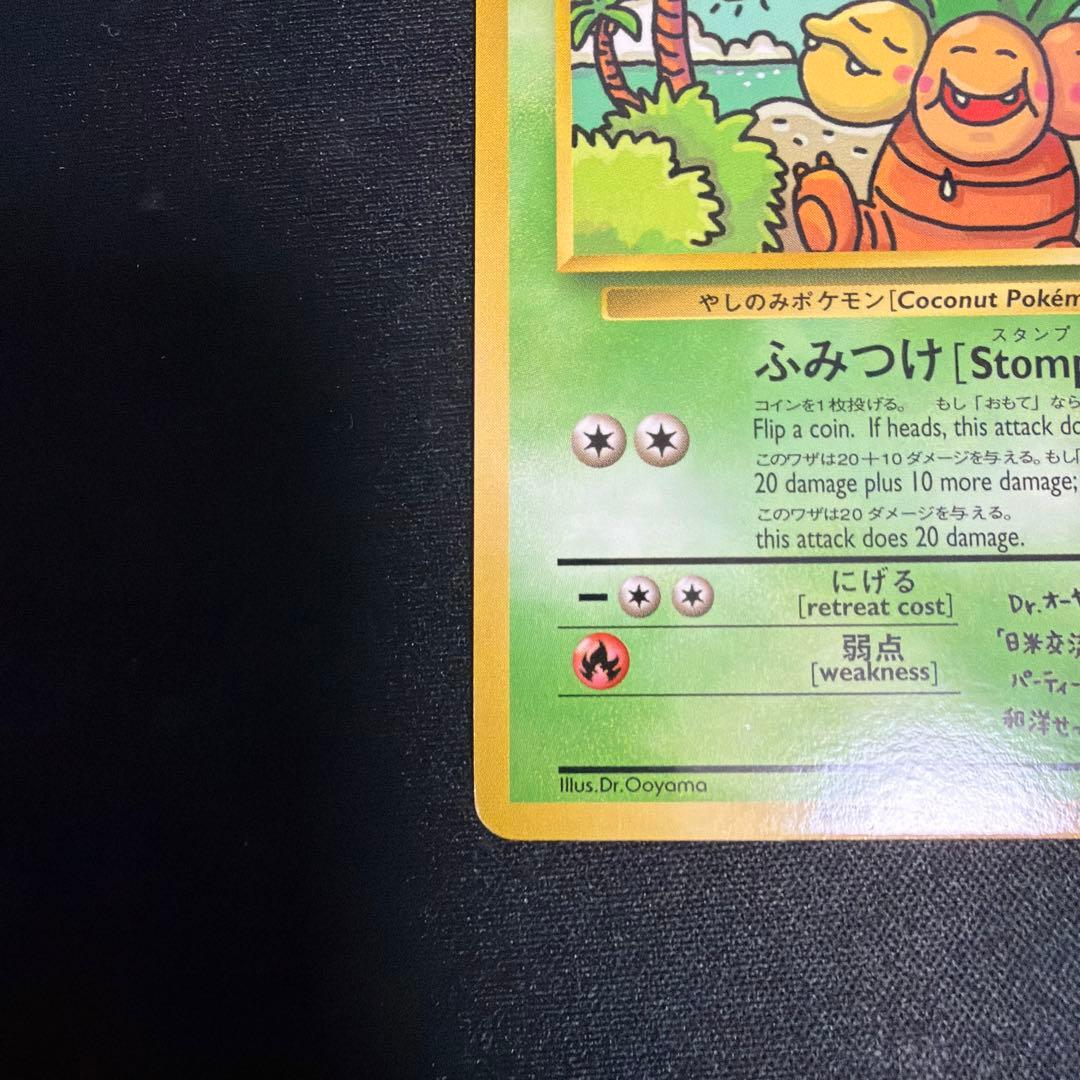 やしのみポケモン[Coconut Pokém
スタンプ
ふみつけ[Stomp
コインを1枚投げる。 もし「おもて」なら
Flip a coin. If heads, this attack do
このワザは20+10ダメージを与える。もし「
20 damage plus 10 more damage;
このワザは20ダメージを与える。
this attack does 20 damage.
にげる
[retreat cost]
Dr.オーヤ
弱点
「日米交流
[weakness]
パーティー
和洋せっ
Illus.Dr.Ooyama